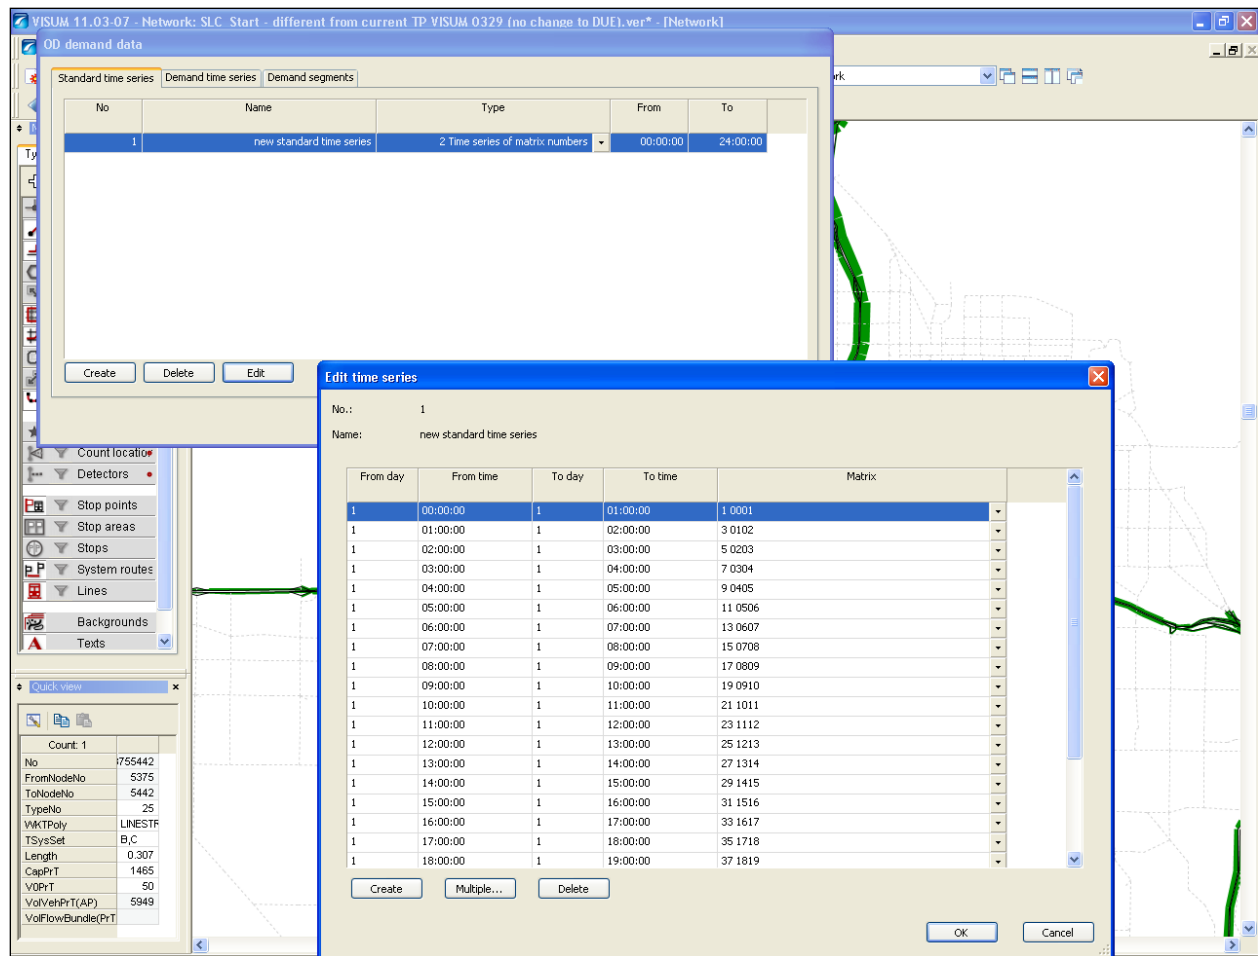 VISUM 11.03-07 - Network: SLC_Start - different from current TP VISUM 0329 (no change to DUE).ver* - [Network]
OD demand data
Standard time series Demand time series Demand segments
No Name Type From To
1 new standard time series 2 Time series of matrix numbers 00:00:00 24:00:00
Create Delete Edit
Edit time series
No.: 1
Name: new standard time series
From day From time To day To time Matrix
1 00:00:00 1 01:00:00 1 0001
1 01:00:00 1 02:00:00 3 0102
1 02:00:00 1 03:00:00 5 0203
1 03:00:00 1 04:00:00 7 0304
1 04:00:00 1 05:00:00 9 0405
1 05:00:00 1 06:00:00 11 0506
1 06:00:00 1 07:00:00 13 0607
1 07:00:00 1 08:00:00 15 0708
1 08:00:00 1 09:00:00 17 0809
1 09:00:00 1 10:00:00 19 0910
1 10:00:00 1 11:00:00 21 1011
1 11:00:00 1 12:00:00 23 1112
1 12:00:00 1 13:00:00 25 1213
1 13:00:00 1 14:00:00 27 1314
1 14:00:00 1 15:00:00 29 1415
1 15:00:00 1 16:00:00 31 1516
1 16:00:00 1 17:00:00 33 1617
1 17:00:00 1 18:00:00 35 1718
1 18:00:00 1 19:00:00 37 1819
Create Multiple... Delete
OK Cancel
Count locatio
Detectors
Stop points
Stop areas
Stops
System routes
Lines
Backgrounds
Texts
Quick view
Count: 1
No 3755442
FromNodeNo 5375
ToNodeNo 5442
TypeNo 25
WKTPoly LINESTR
TSysSet B,C
Length 0.307
CapPrT 1465
V0PrT 50
VolVehPrT(AP) 5949
VolFlowBundle(PrT